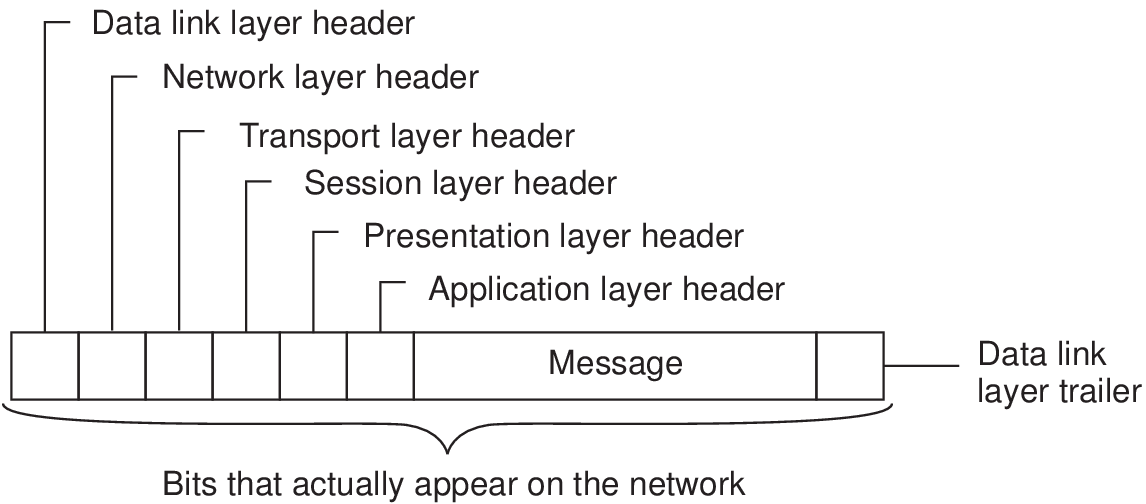 Data link layer header
Network layer header
Transport layer header
Session layer header
Presentation layer header
Application layer header
Message
Data link
layer trailer
Bits that actually appear on the network